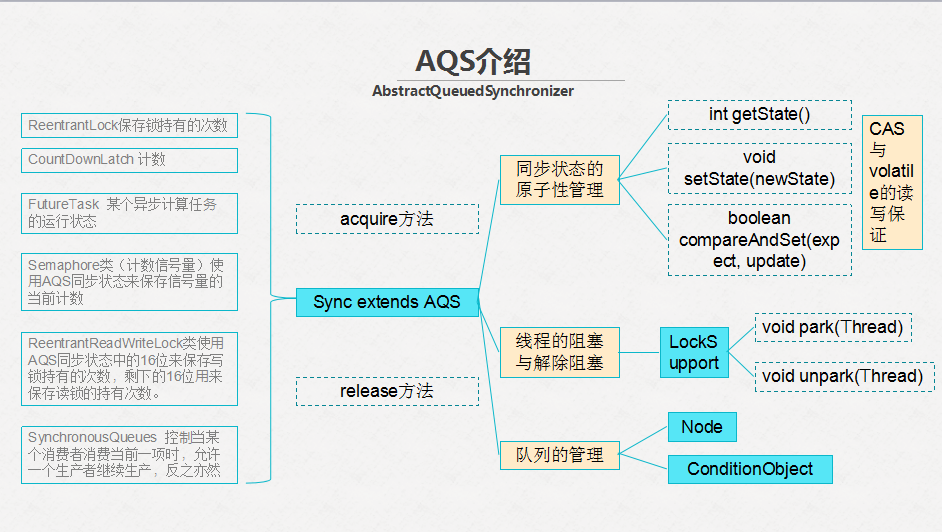 AQS介绍
AbstractQueuedSynchronizer
ReentrantLock保存锁持有的次数
CountDownLatch 计数
FutureTask 某个异步计算任务
的运行状态
Semaphore类（计数信号量）使
用AQS同步状态来保存信号量的
当前计数
ReentrantReadWriteLock类使用
AQS同步状态中的16位来保存写
锁持有的次数，剩下的16位用来
保存读锁的持有次数。
SynchronousQueues 控制当某
个消费者消费当前一项时，允许
一个生产者继续生产，反之亦然
acquire方法
Sync extends AQS
release方法
同步状态的
原子性管理
int getState()
void
setState(newState)
boolean
compareAndSet(exp
ect, update)
CAS
与
volatil
e的读
写保
证
线程的阻塞
与解除阻塞
LockS
upport
void park(Thread)
void unpark(Thread)
队列的管理
Node
ConditionObject